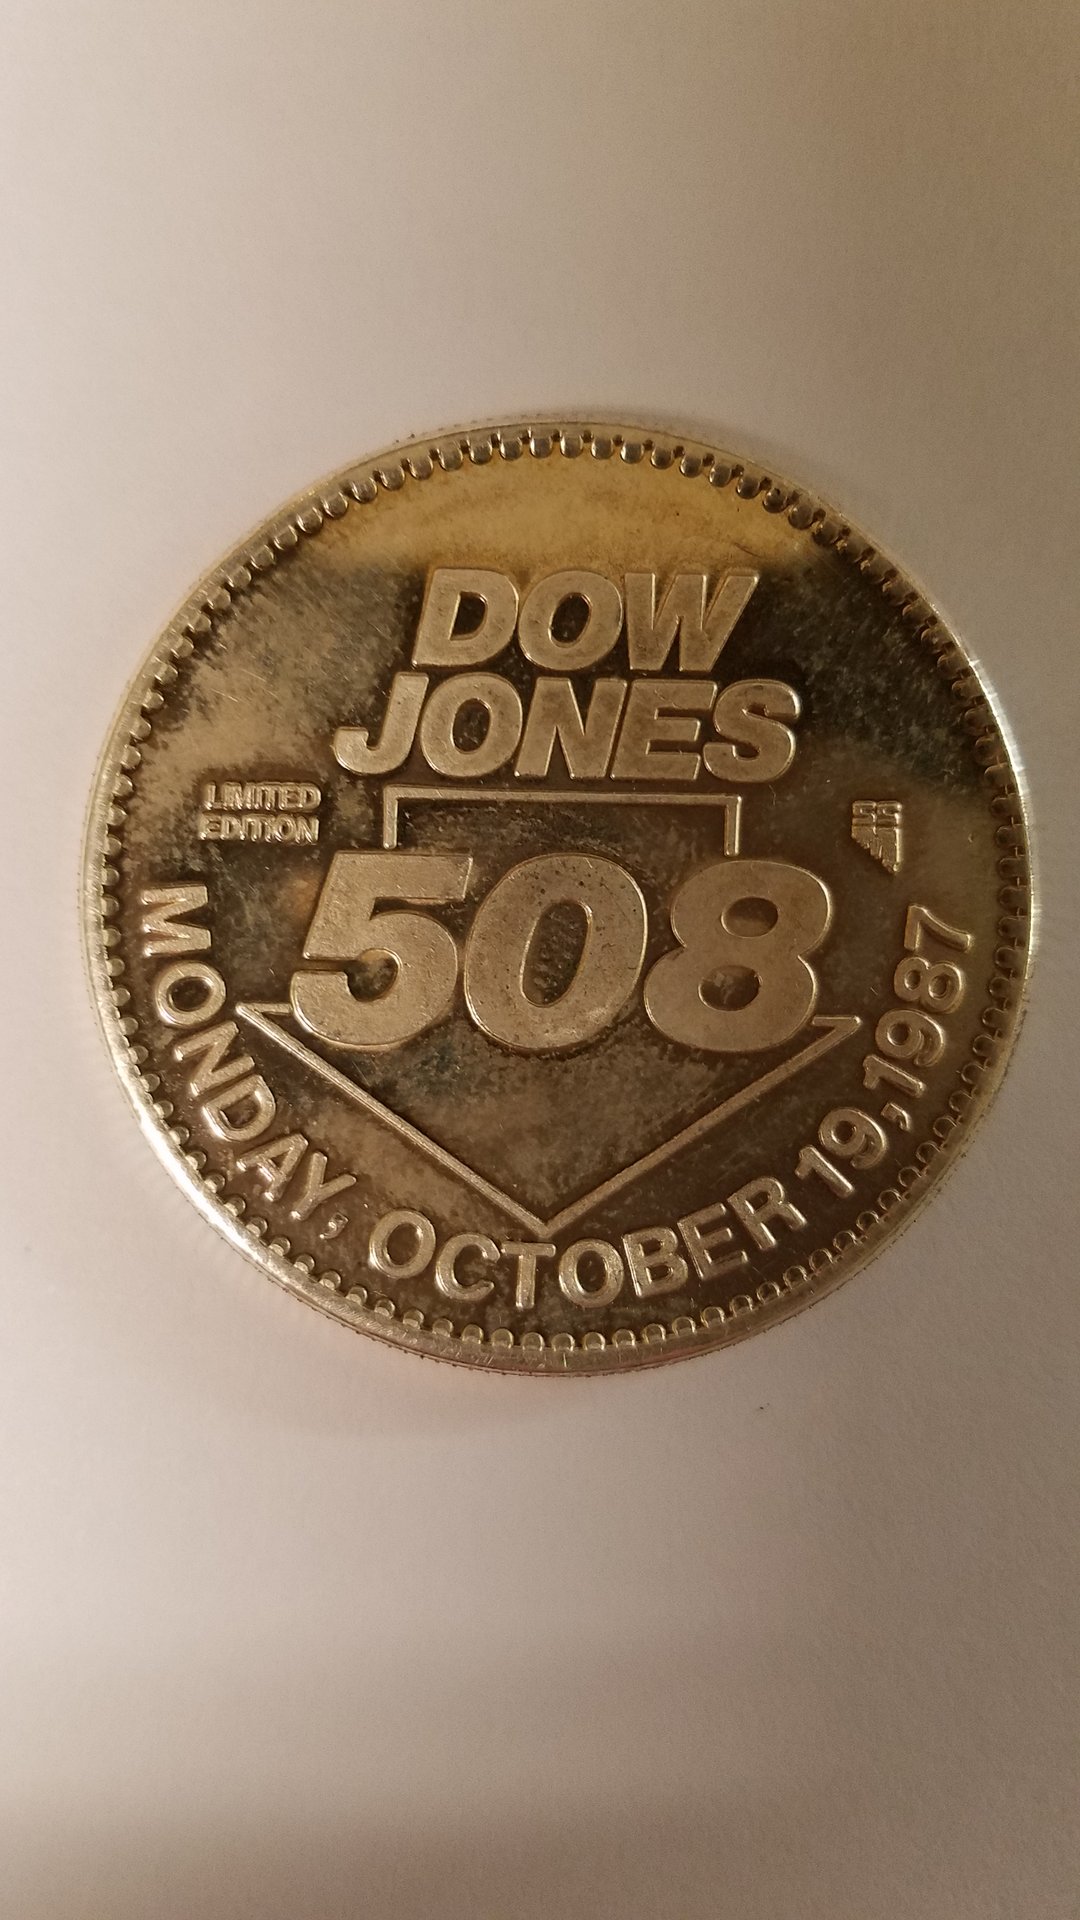 DOW
JONES
LIMITED
EDITION
508
MONDAY, OCTOBER 19,1987